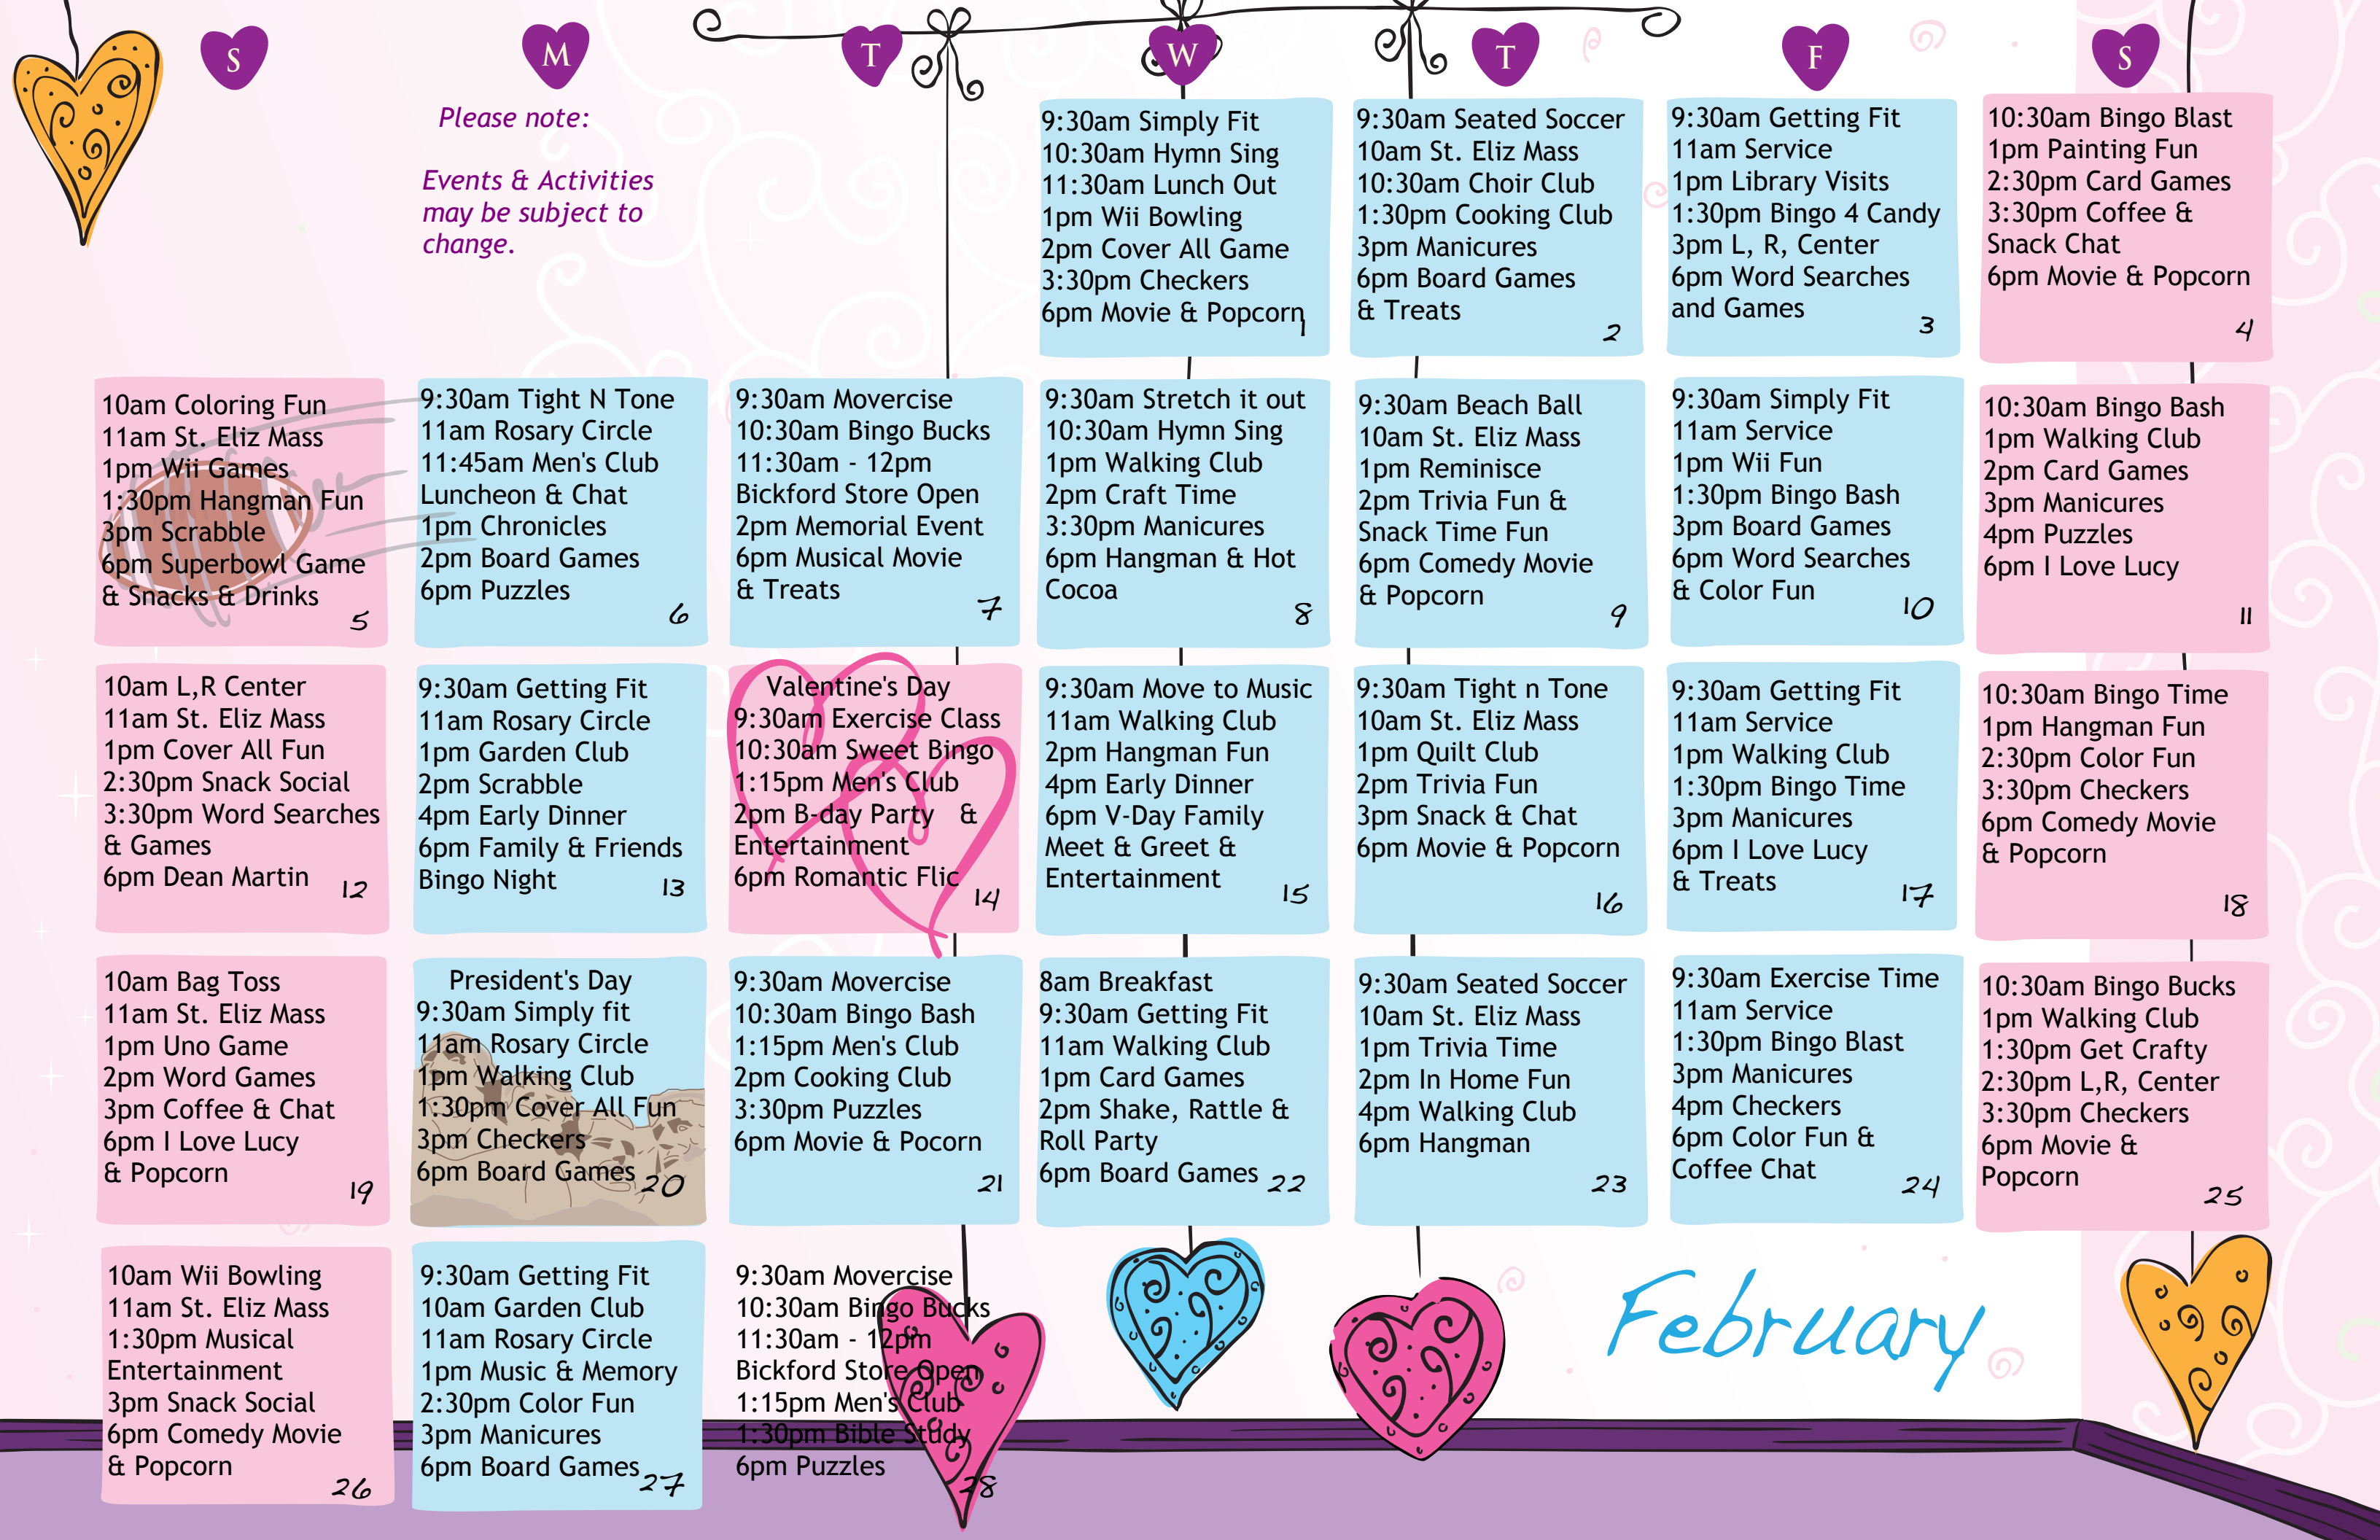 S
M
T
W
T
F
S
Please note:
Events & Activities
may be subject to
change.
9:30am Simply Fit
10:30am Hymn Sing
11:30am Lunch Out
1pm Wii Bowling
2pm Cover All Game
3:30pm Checkers
6pm Movie & Popcorn
1
9:30am Seated Soccer
10am St. Eliz Mass
10:30am Choir Club
1:30pm Cooking Club
3pm Manicures
6pm Board Games
& Treats
2
9:30am Getting Fit
11am Service
1pm Library Visits
1:30pm Bingo 4 Candy
3pm L, R, Center
6pm Word Searches
and Games
3
10:30am Bingo Blast
1pm Painting Fun
2:30pm Card Games
3:30pm Coffee &
Snack Chat
6pm Movie & Popcorn
4
10am Coloring Fun
11am St. Eliz Mass
1pm Wii Games
1:30pm Hangman Fun
3pm Scrabble
6pm Superbowl Game
& Snacks & Drinks
5
9:30am Tight N Tone
11am Rosary Circle
11:45am Men's Club
Luncheon & Chat
1pm Chronicles
2pm Board Games
6pm Puzzles
6
9:30am Movercise
10:30am Bingo Bucks
11:30am - 12pm
Bickford Store Open
2pm Memorial Event
6pm Musical Movie
& Treats
7
9:30am Stretch it out
10:30am Hymn Sing
1pm Walking Club
2pm Craft Time
3:30pm Manicures
6pm Hangman & Hot
Cocoa
8
9:30am Beach Ball
10am St. Eliz Mass
1pm Reminisce
2pm Trivia Fun &
Snack Time Fun
6pm Comedy Movie
& Popcorn
9
9:30am Simply Fit
11am Service
1pm Wii Fun
1:30pm Bingo Bash
3pm Board Games
6pm Word Searches
& Color Fun
10
10:30am Bingo Bash
1pm Walking Club
2pm Card Games
3pm Manicures
4pm Puzzles
6pm I Love Lucy
11
10am L,R Center
11am St. Eliz Mass
1pm Cover All Fun
2:30pm Snack Social
3:30pm Word Searches
& Games
6pm Dean Martin
12
9:30am Getting Fit
11am Rosary Circle
1pm Garden Club
2pm Scrabble
4pm Early Dinner
6pm Family & Friends
Bingo Night
13
Valentine's Day
9:30am Exercise Class
10:30am Sweet Bingo
1:15pm Men's Club
2pm B-day Party &
Entertainment
6pm Romantic Flic
14
9:30am Move to Music
11am Walking Club
2pm Hangman Fun
4pm Early Dinner
6pm V-Day Family
Meet & Greet &
Entertainment
15
9:30am Tight n Tone
10am St. Eliz Mass
1pm Quilt Club
2pm Trivia Fun
3pm Snack & Chat
6pm Movie & Popcorn
16
9:30am Getting Fit
11am Service
1pm Walking Club
1:30pm Bingo Time
3pm Manicures
6pm I Love Lucy
& Treats
17
10:30am Bingo Time
1pm Hangman Fun
2:30pm Color Fun
3:30pm Checkers
6pm Comedy Movie
& Popcorn
18
10am Bag Toss
11am St. Eliz Mass
1pm Uno Game
2pm Word Games
3pm Coffee & Chat
6pm I Love Lucy
& Popcorn
19
President's Day
9:30am Simply fit
11am Rosary Circle
1pm Walking Club
1:30pm Cover All Fun
3pm Checkers
6pm Board Games
20
9:30am Movercise
10:30am Bingo Bash
1:15pm Men's Club
2pm Cooking Club
3:30pm Puzzles
6pm Movie & Pocorn
21
8am Breakfast
9:30am Getting Fit
11am Walking Club
1pm Card Games
2pm Shake, Rattle &
Roll Party
6pm Board Games
22
9:30am Seated Soccer
10am St. Eliz Mass
1pm Trivia Time
2pm In Home Fun
4pm Walking Club
6pm Hangman
23
9:30am Exercise Time
11am Service
1:30pm Bingo Blast
3pm Manicures
4pm Checkers
6pm Color Fun &
Coffee Chat
24
10:30am Bingo Bucks
1pm Walking Club
1:30pm Get Crafty
2:30pm L,R, Center
3:30pm Checkers
6pm Movie &
Popcorn
25
10am Wii Bowling
11am St. Eliz Mass
1:30pm Musical
Entertainment
3pm Snack Social
6pm Comedy Movie
& Popcorn
26
9:30am Getting Fit
10am Garden Club
11am Rosary Circle
1pm Music & Memory
2:30pm Color Fun
3pm Manicures
6pm Board Games
27
9:30am Movercise
10:30am Bingo Bucks
11:30am - 12pm
Bickford Store Open
1:15pm Men's Club
1:30pm Bible Study
6pm Puzzles
28
February